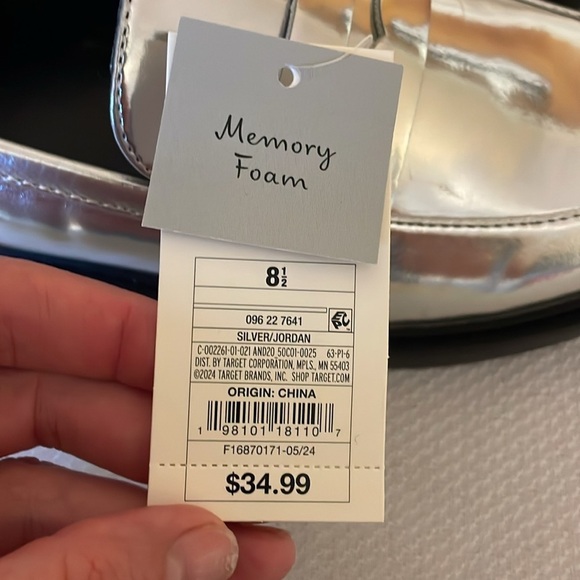 Memory
Foam
8½
096 22 7641
SILVER/JORDAN
C-002261-01-021 AND20 50C01-0025 63-P1-6
DIST. BY TARGET CORPORATION, MPLS., MN 55403
©2024 TARGET BRANDS, INC. SHOP TARGET.COM
ORIGIN: CHINA
1 98101 18110 7
F16870171-05/24
$34.99